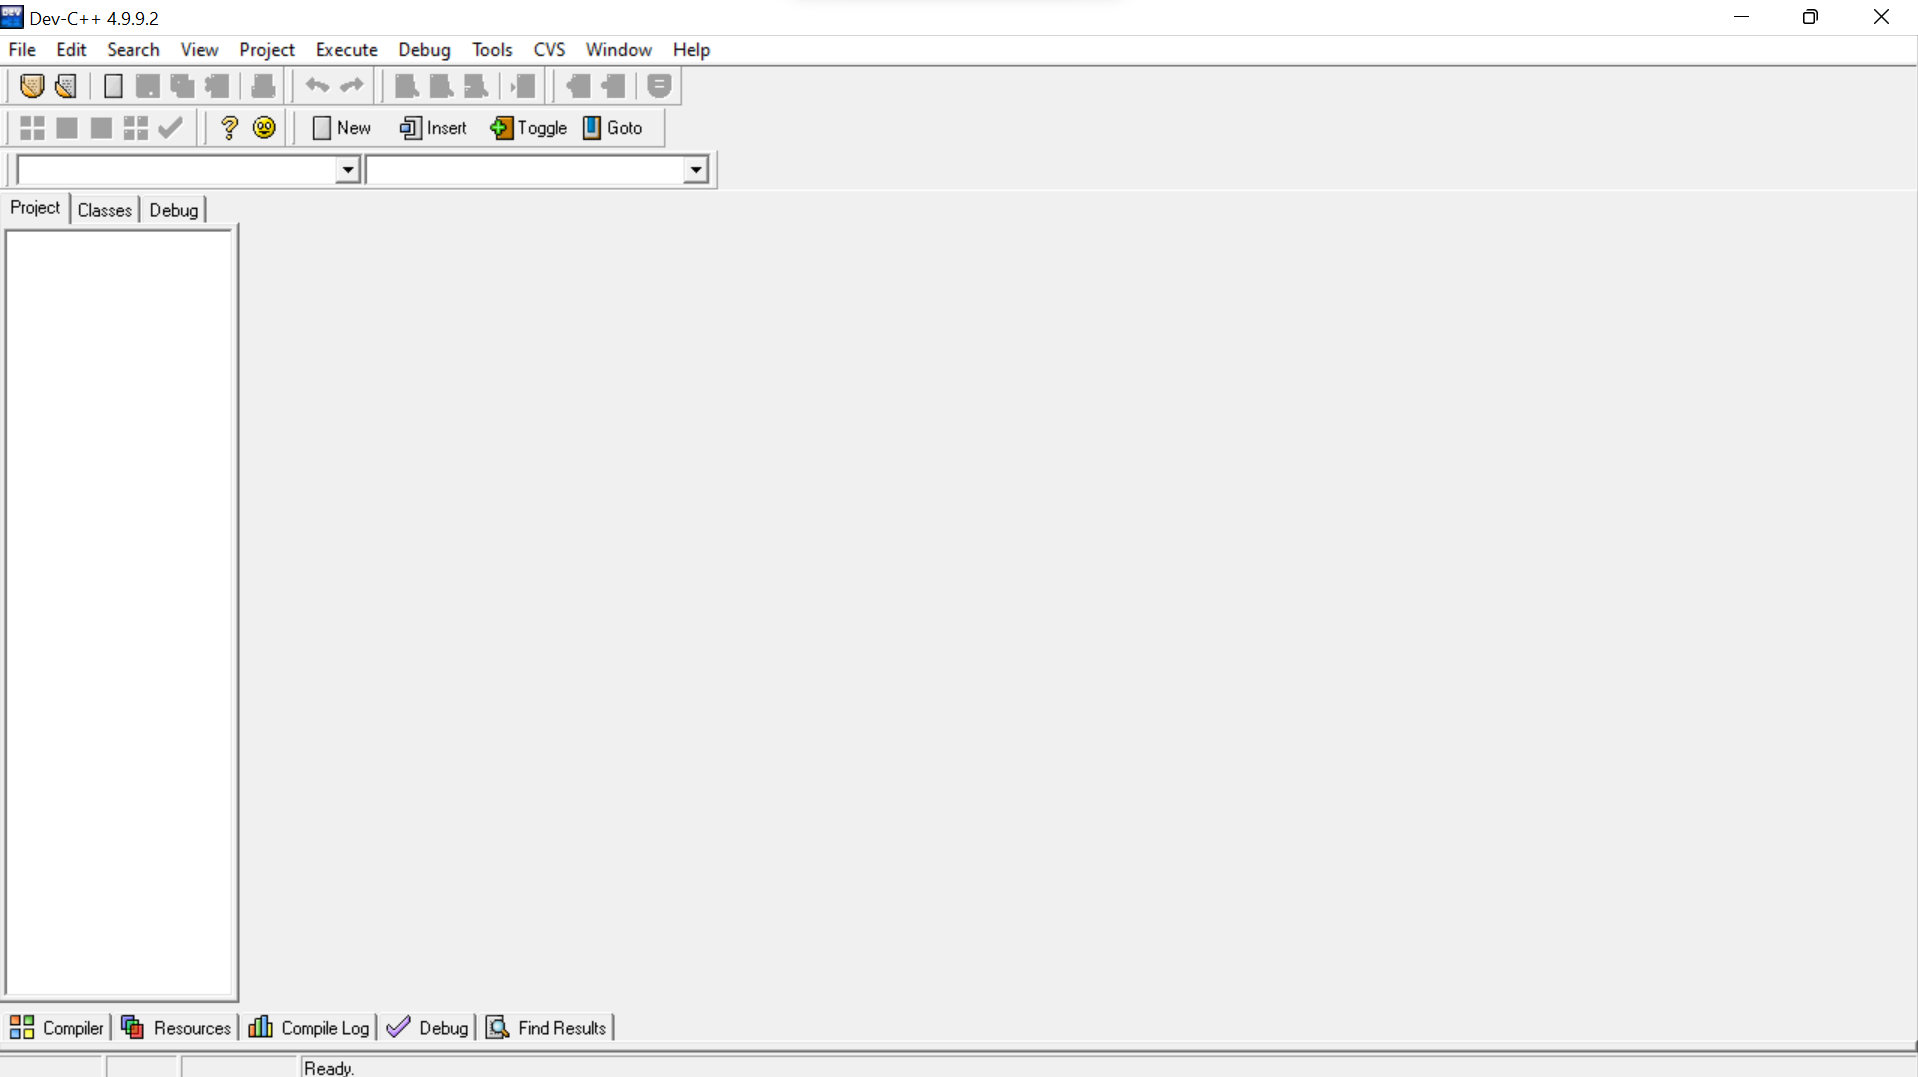 Dev-C++ 4.9.9.2
File Edit Search View Project Execute Debug Tools CVS Window Help
New Insert Toggle Goto
Project Classes Debug
Compiler Resources Compile Log Debug Find Results
Ready.